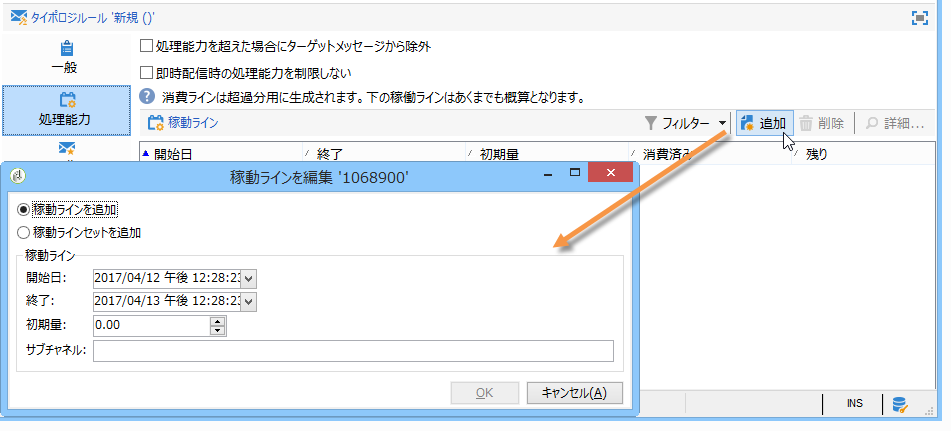 タイポロジルール '新規 ()'
一般
処理能力
処理能力を超えた場合にターゲットメッセージから除外
即時配信時の処理能力を制限しない
消費ラインは超過分用に生成されます。下の稼働ラインはあくまでも概算となります。
稼動ライン
フィルター
追加
削除
詳細...
開始日
終了
初期量
消費済み
残り
稼動ラインを編集 '1068900'
稼動ラインを追加
稼動ラインセットを追加
稼動ライン
開始日:
2017/04/12 午後 12:28:23
終了:
2017/04/13 午後 12:28:23
初期量:
0.00
サブチャネル:
OK
キャンセル(A)
INS